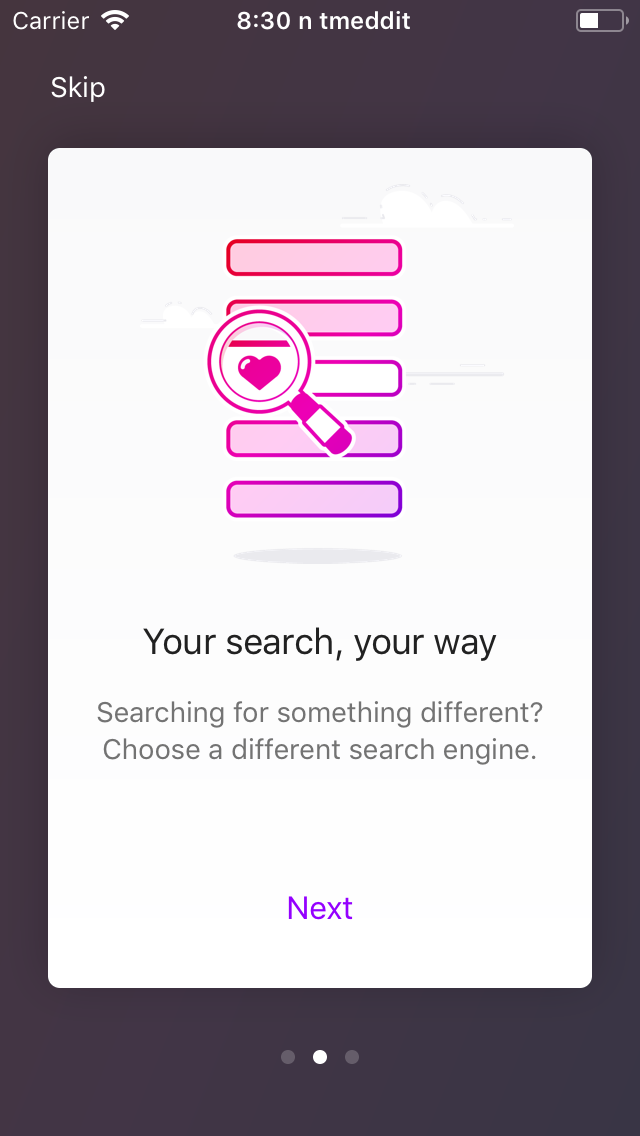 Carrier 8:30 n tmeddit
Skip
Your search, your way
Searching for something different?
Choose a different search engine.
Next